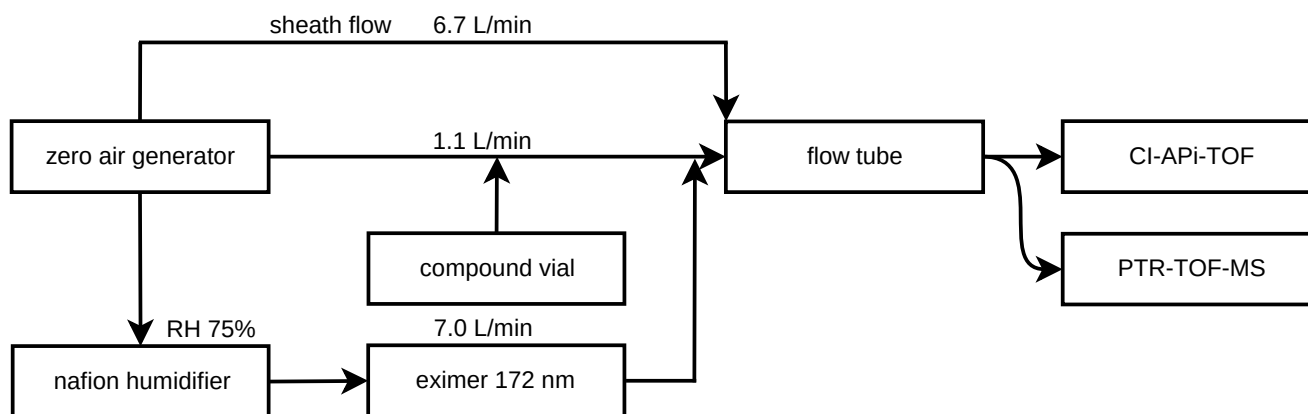 sheath flow 6.7 L/min
zero air generator
1.1 L/min
flow tube
CI-APi-TOF
compound vial
PTR-TOF-MS
RH 75%
7.0 L/min
nafion humidifier
eximer 172 nm